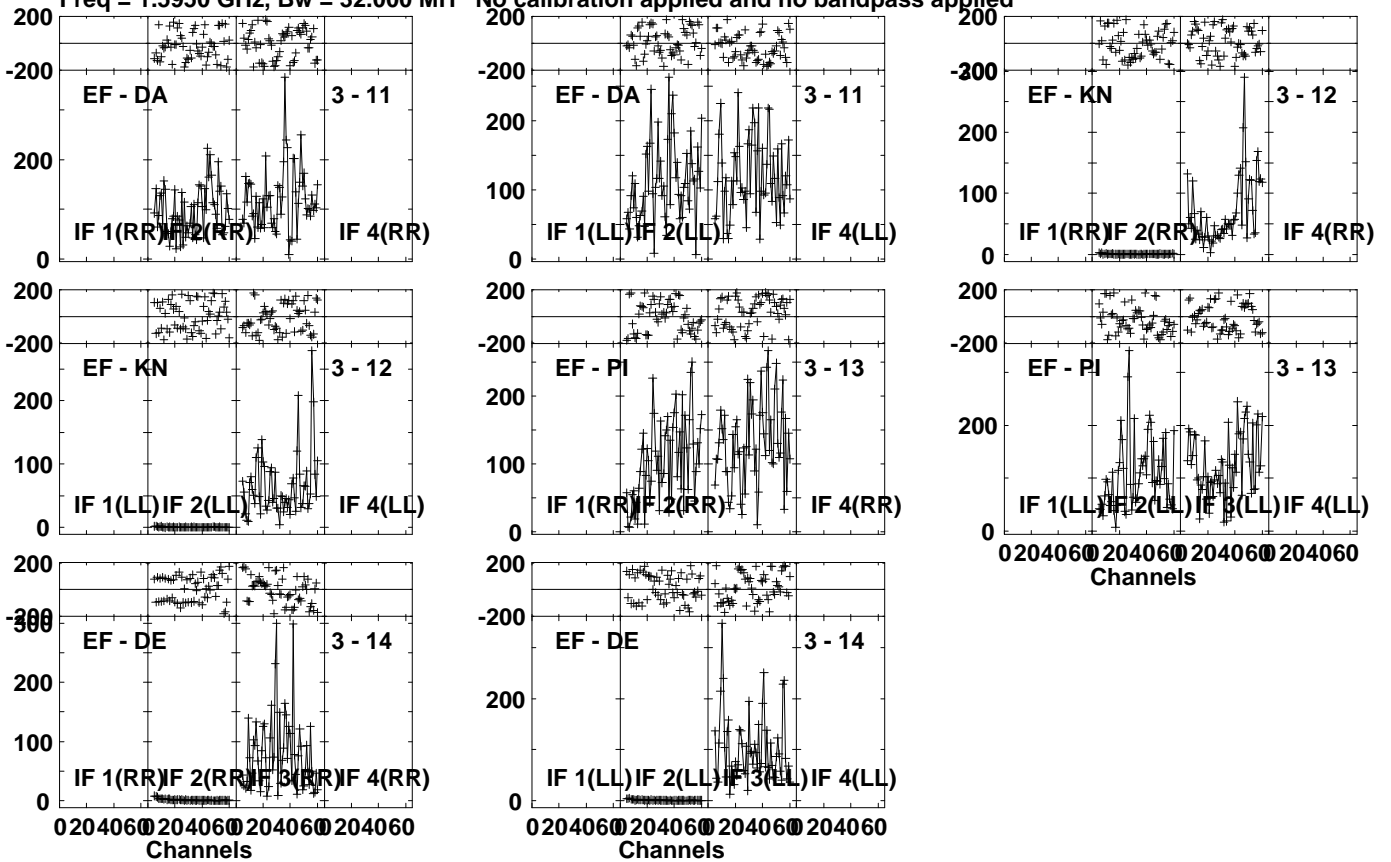 Freq = 1.5950 GHz, Bw = 32.000 MH No calibration applied and no bandpass applied
200
-200
EF - DA
3 - 11
200
0
IF 1(RR)
IF 2(RR)
IF 4(RR)
EF - DA
3 - 11
200
100
0
IF 1(LL)
IF 2(LL)
IF 4(LL)
200
-200
300
EF - KN
3 - 12
200
100
0
IF 1(RR)
IF 2(RR)
IF 4(RR)
200
-200
EF - KN
3 - 12
200
100
0
IF 1(LL)
IF 2(LL)
IF 4(LL)
EF - PI
3 - 13
200
100
0
IF 1(RR)
IF 2(RR)
IF 4(RR)
200
-200
EF - PI
3 - 13
200
0
IF 1(LL)
IF 2(LL)
IF 3(LL)
IF 4(LL)
0 20 40 60 0 20 40 60 0 20 40 60 0 20 40 60
Channels
200
-200
300
EF - DE
3 - 14
200
100
0
IF 1(RR)
IF 2(RR)
IF 3(RR)
IF 4(RR)
0 20 40 60 0 20 40 60 0 20 40 60 0 20 40 60
Channels
200
-200
EF - DE
3 - 14
200
0
IF 1(LL)
IF 2(LL)
IF 3(LL)
IF 4(LL)
0 20 40 60 0 20 40 60 0 20 40 60 0 20 40 60
Channels